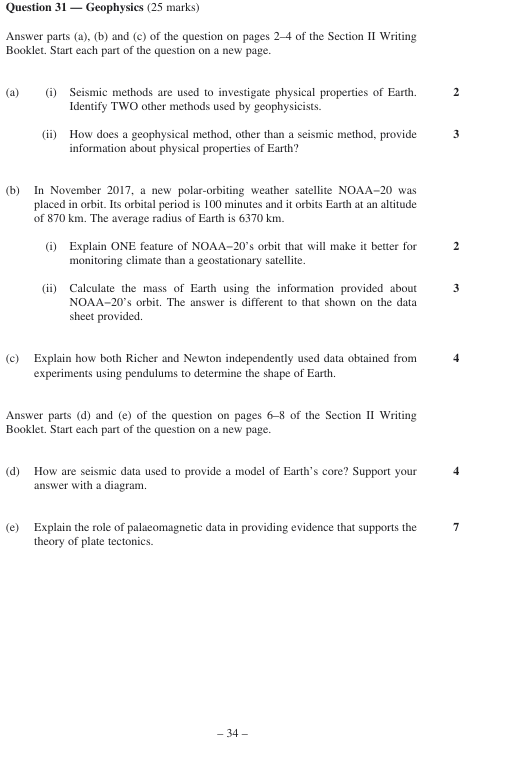 Question 31 — Geophysics (25 marks)
Answer parts (a), (b) and (c) of the question on pages 2–4 of the Section II Writing
Booklet. Start each part of the question on a new page.
(a) (i) Seismic methods are used to investigate physical properties of Earth. 2
Identify TWO other methods used by geophysicists.
(ii) How does a geophysical method, other than a seismic method, provide 3
information about physical properties of Earth?
(b) In November 2017, a new polar-orbiting weather satellite NOAA−20 was
placed in orbit. Its orbital period is 100 minutes and it orbits Earth at an altitude
of 870 km. The average radius of Earth is 6370 km.
(i) Explain ONE feature of NOAA−20’s orbit that will make it better for 2
monitoring climate than a geostationary satellite.
(ii) Calculate the mass of Earth using the information provided about 3
NOAA−20’s orbit. The answer is different to that shown on the data
sheet provided.
(c) Explain how both Richer and Newton independently used data obtained from 4
experiments using pendulums to determine the shape of Earth.
Answer parts (d) and (e) of the question on pages 6–8 of the Section II Writing
Booklet. Start each part of the question on a new page.
(d) How are seismic data used to provide a model of Earth’s core? Support your 4
answer with a diagram.
(e) Explain the role of palaeomagnetic data in providing evidence that supports the 7
theory of plate tectonics.
– 34 –